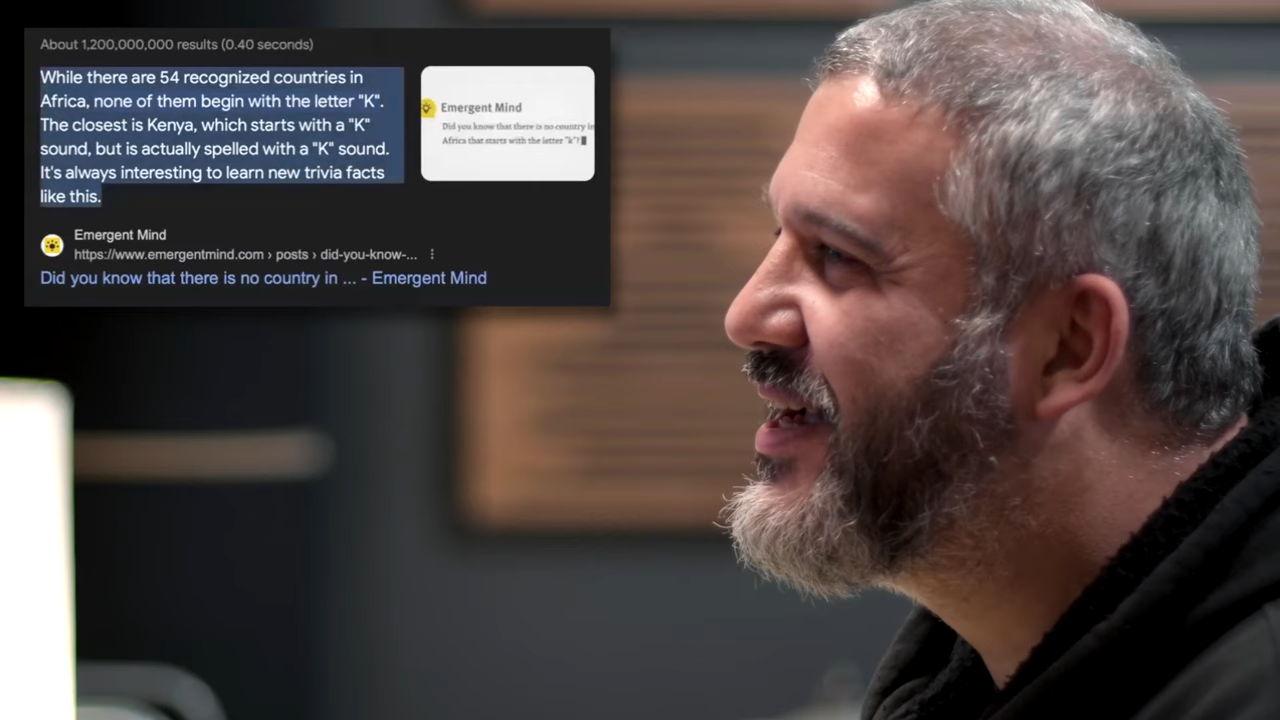 About 1,200,000,000 results (0.40 seconds)
While there are 54 recognized countries in
Africa, none of them begin with the letter "K".
The closest is Kenya, which starts with a "K"
sound, but is actually spelled with a "K" sound.
It's always interesting to learn new trivia facts
like this.
Emergent Mind
Did you know that there is no country in
Africa that starts with the letter "k"?
Emergent Mind
https://www.emergentmind.com › posts › did-you-know-...
Did you know that there is no country in ... - Emergent Mind